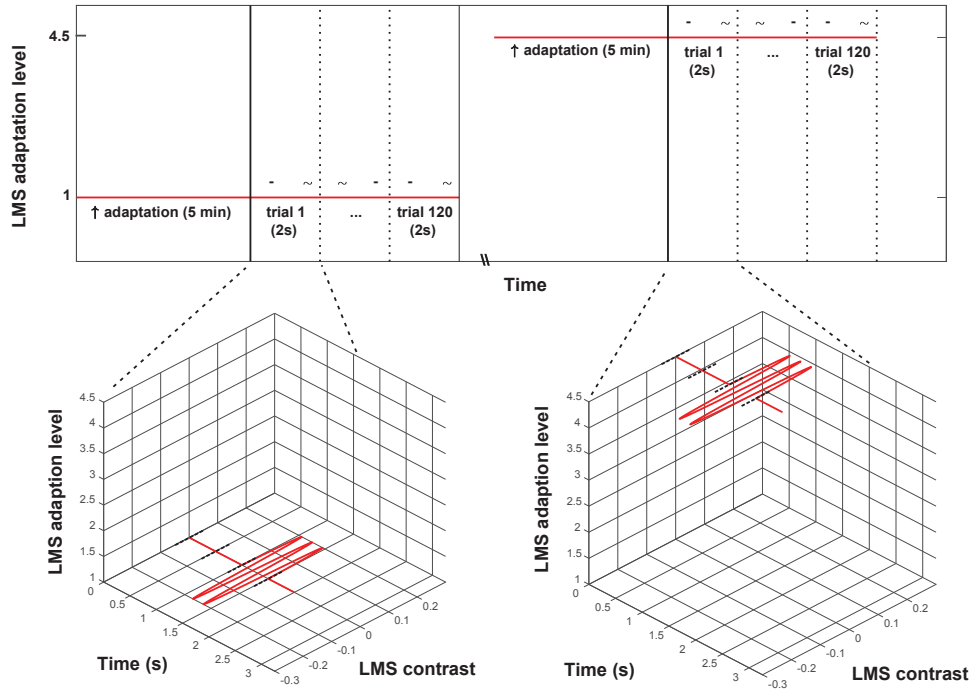 LMS adaptation level
4.5
1
- ~ ~ - - ~
↑ adaptation (5 min)
trial 1
(2s)
...
trial 120
(2s)
- ~ ~ - - ~
↑ adaptation (5 min)
trial 1
(2s)
...
trial 120
(2s)
\\
Time
LMS adaption level
4.5
4
3.5
3
2.5
2
1.5
1
0
0.5
1
1.5
2
2.5
3
Time (s)
-0.3
-0.2
-0.1
0
0.1
0.2
LMS contrast
LMS adaption level
4.5
4
3.5
3
2.5
2
1.5
1
0
0.5
1
1.5
2
2.5
3
Time (s)
-0.3
-0.2
-0.1
0
0.1
0.2
LMS contrast